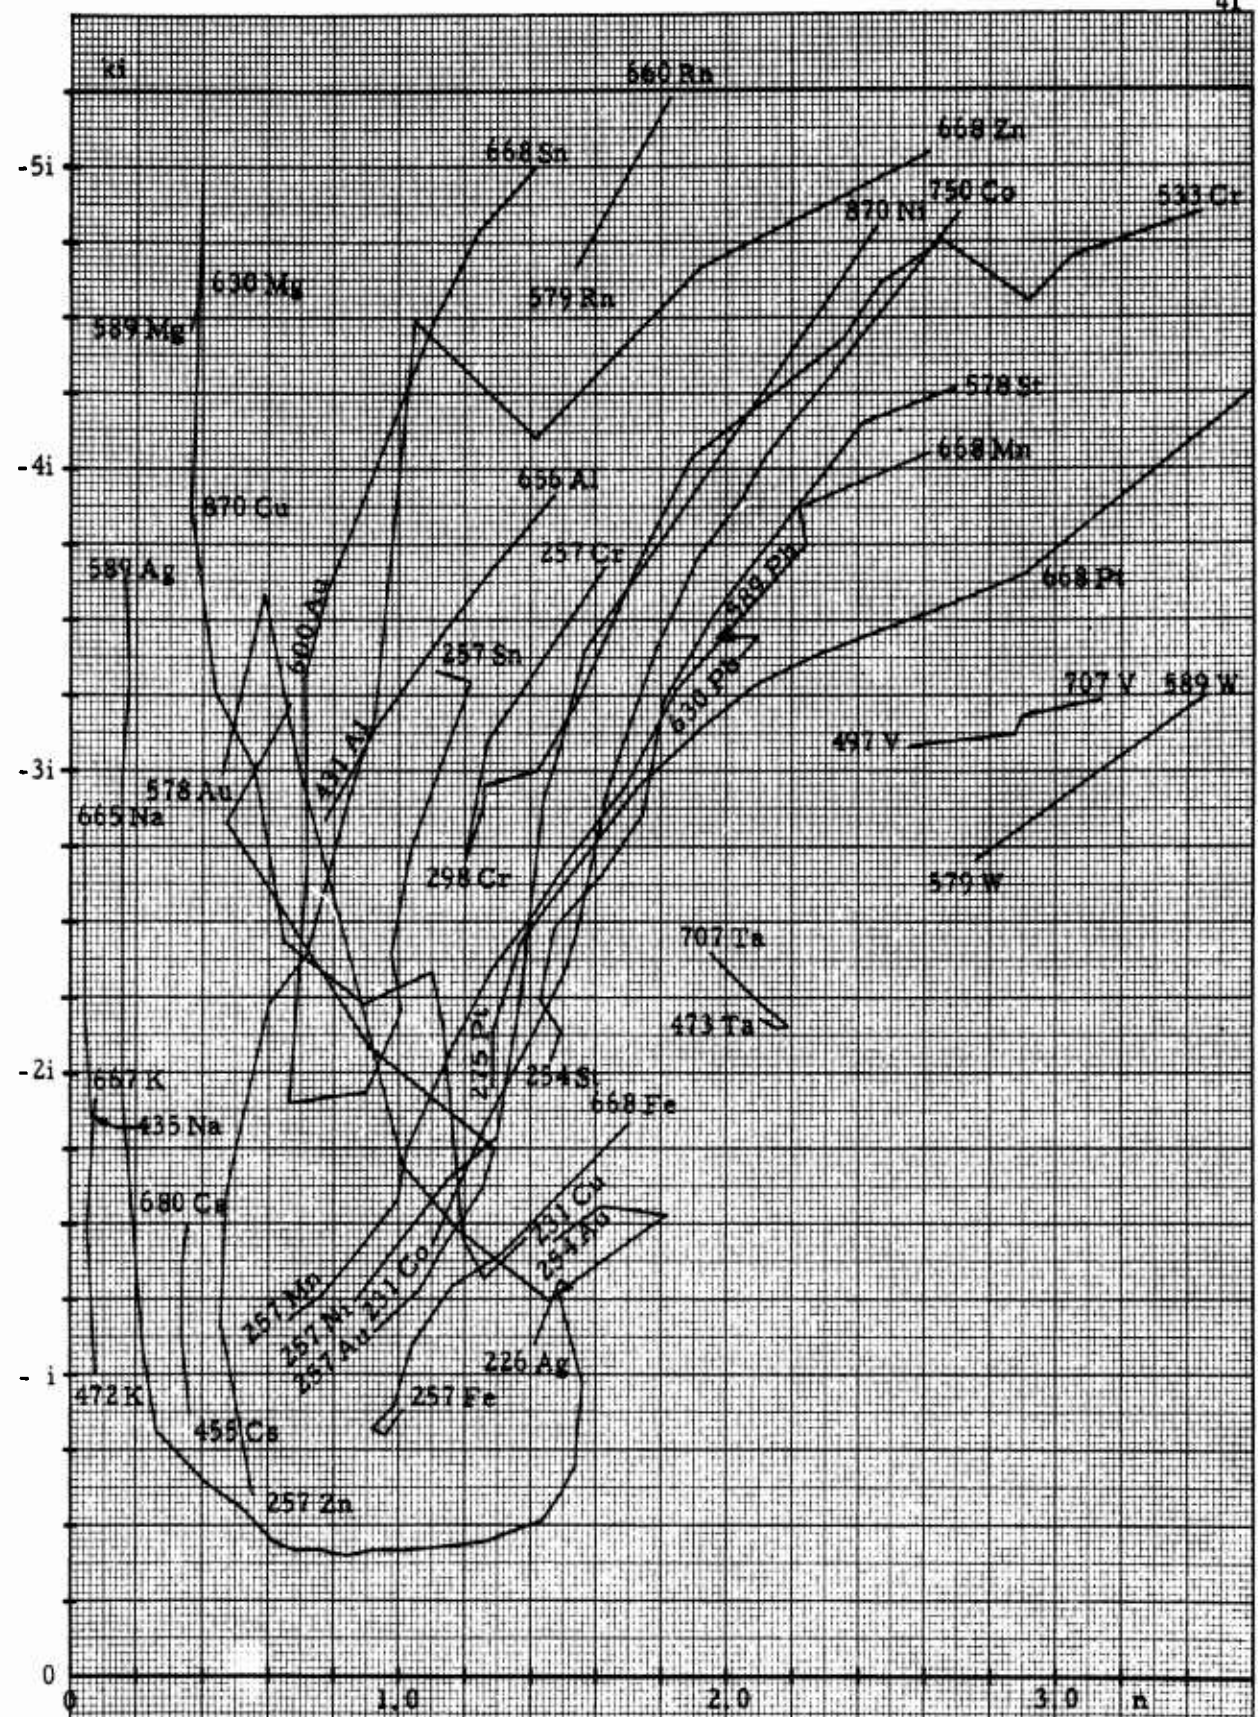 41
ki
660 Rn
668 Sn
668 Zn
-5i
750 Co
533 Cr
870 Ni
630 Mg
579 Rn
589 Mg
578 St
-4i
668 Mn
656 Al
870 Cu
257 Cr
589 Ag
589 Pb
668 Pt
600 Au
257 Sn
630 Pb
707 V
589 W
497 V
-3i
431 Al
578 Au
665 Na
298 Cr
579 W
707 Ta
473 Ta
275 Pt
-2i
667 K
254 St
668 Fe
435 Na
680 Cs
231 Cu
254 Au
257 Mn
257 Ni
231 Co
257 Au
226 Ag
- i
472 K
257 Fe
455 Cs
257 Zn
0
0 1.0 2.0 3.0 n